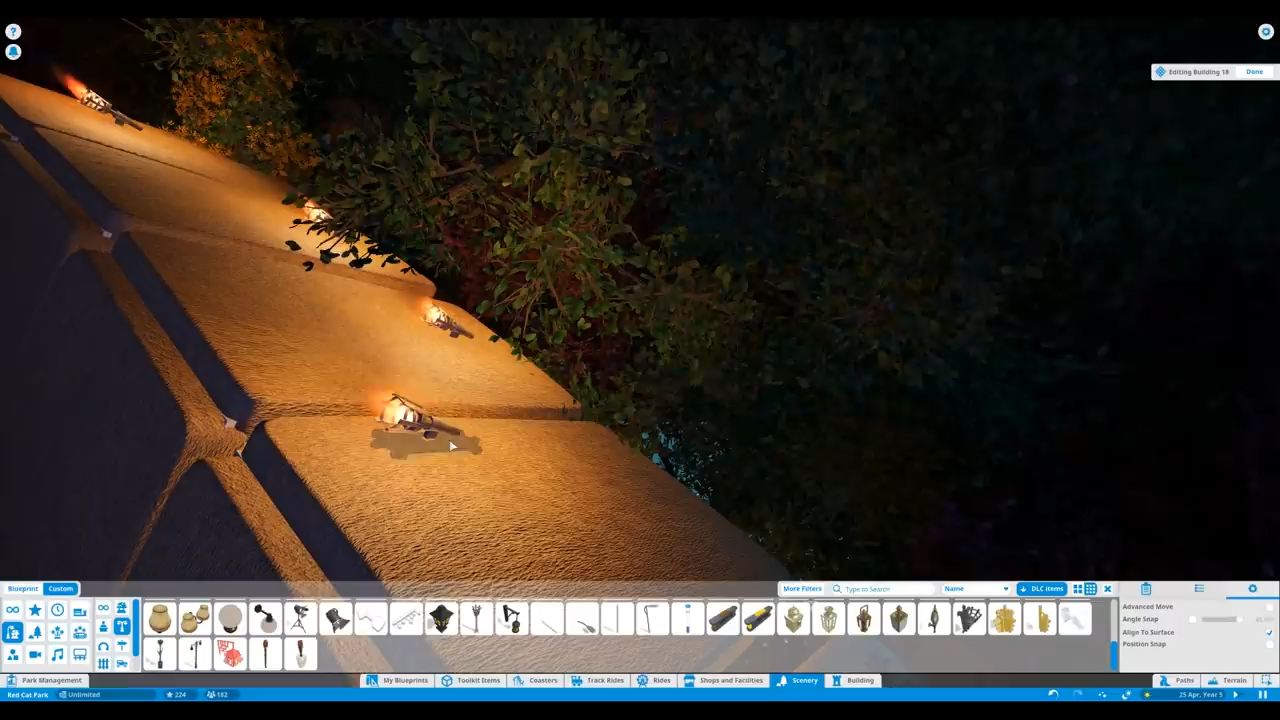 ?
Editing Building 18 Done
Blueprint Custom
More Filters Type to Search Name DLC items
Advanced Move
Angle Snap
Align To Surface
Position Snap
Park Management My Blueprints Toolkit Items Coasters Track Rides Rides Shops and Facilities Scenery Building Paths Terrain
Red Cat Park Unlimited 224 182 25 Apr, Year 5